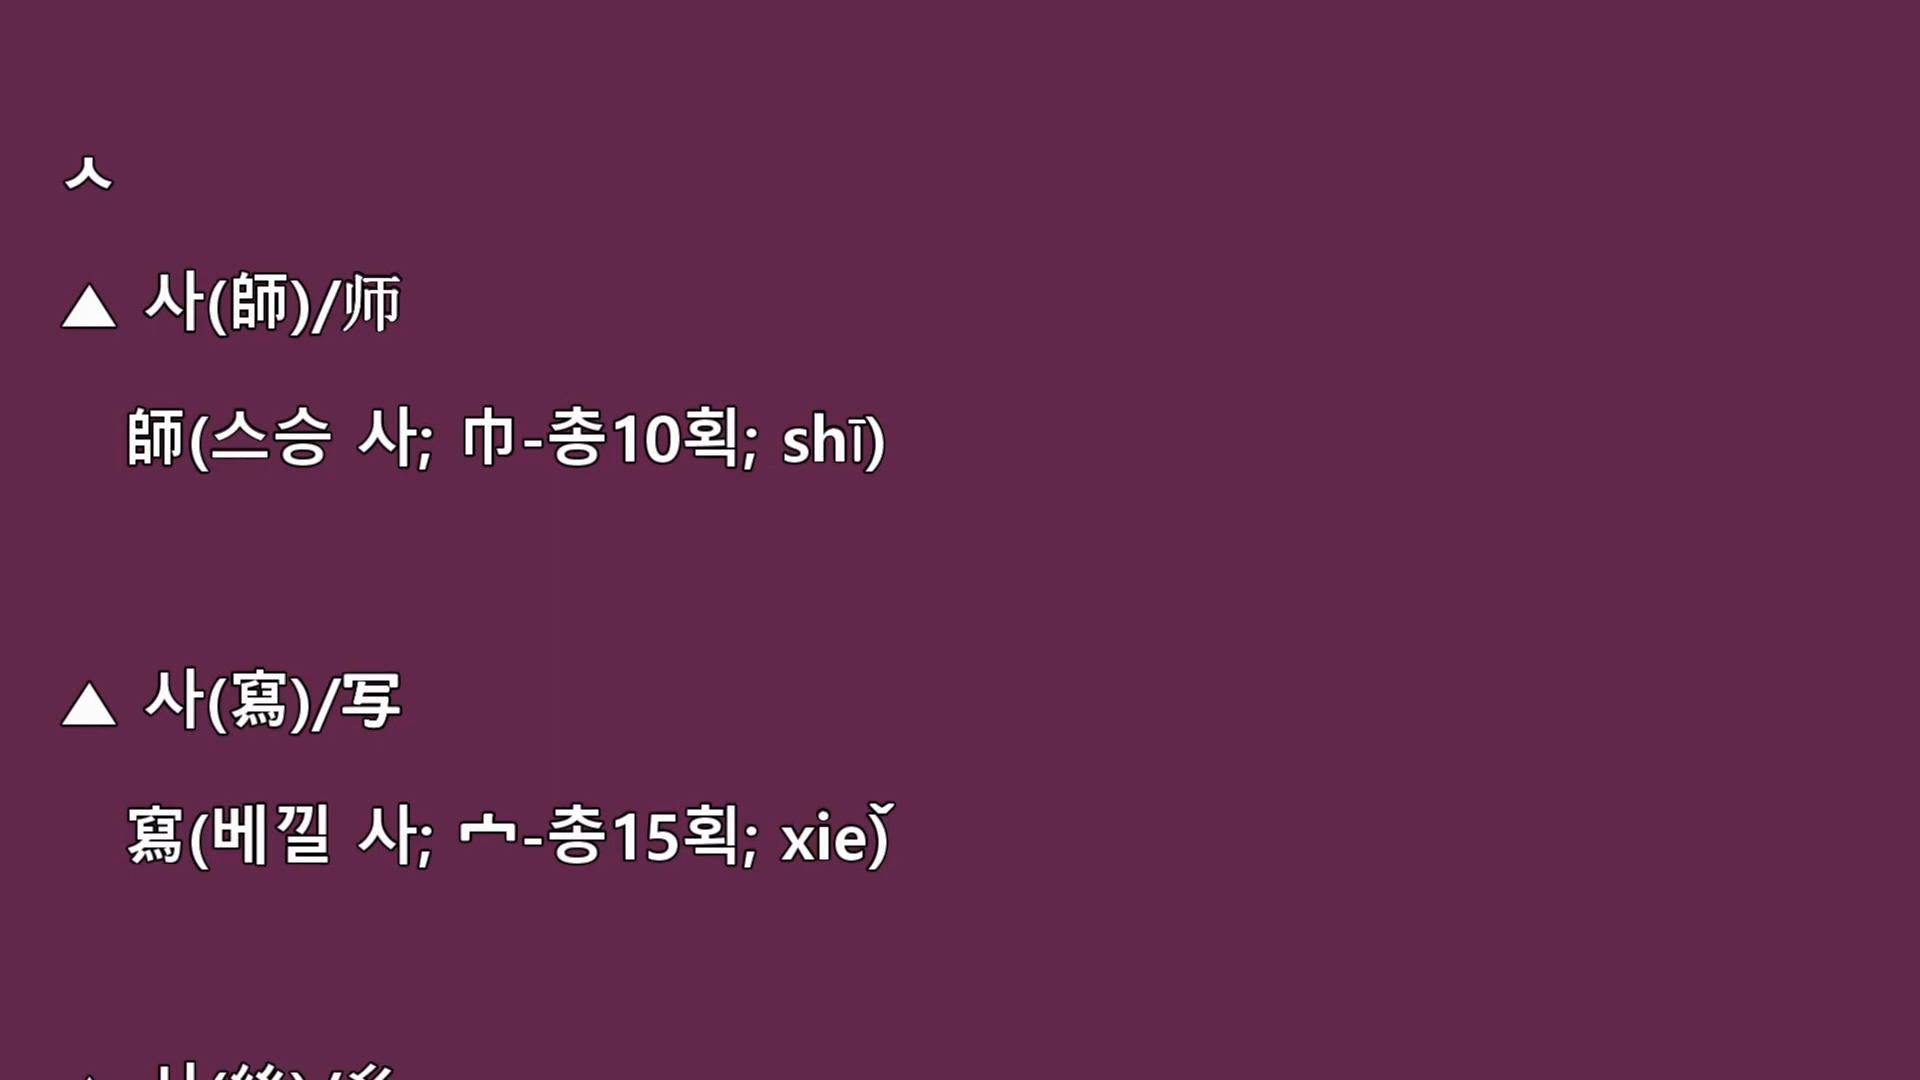 ㅅ
▲ 사(師)/师
師(스승 사; 巾-총10획; shī)
▲ 사(寫)/写
寫(베낄 사; 宀-총15획; xiě)